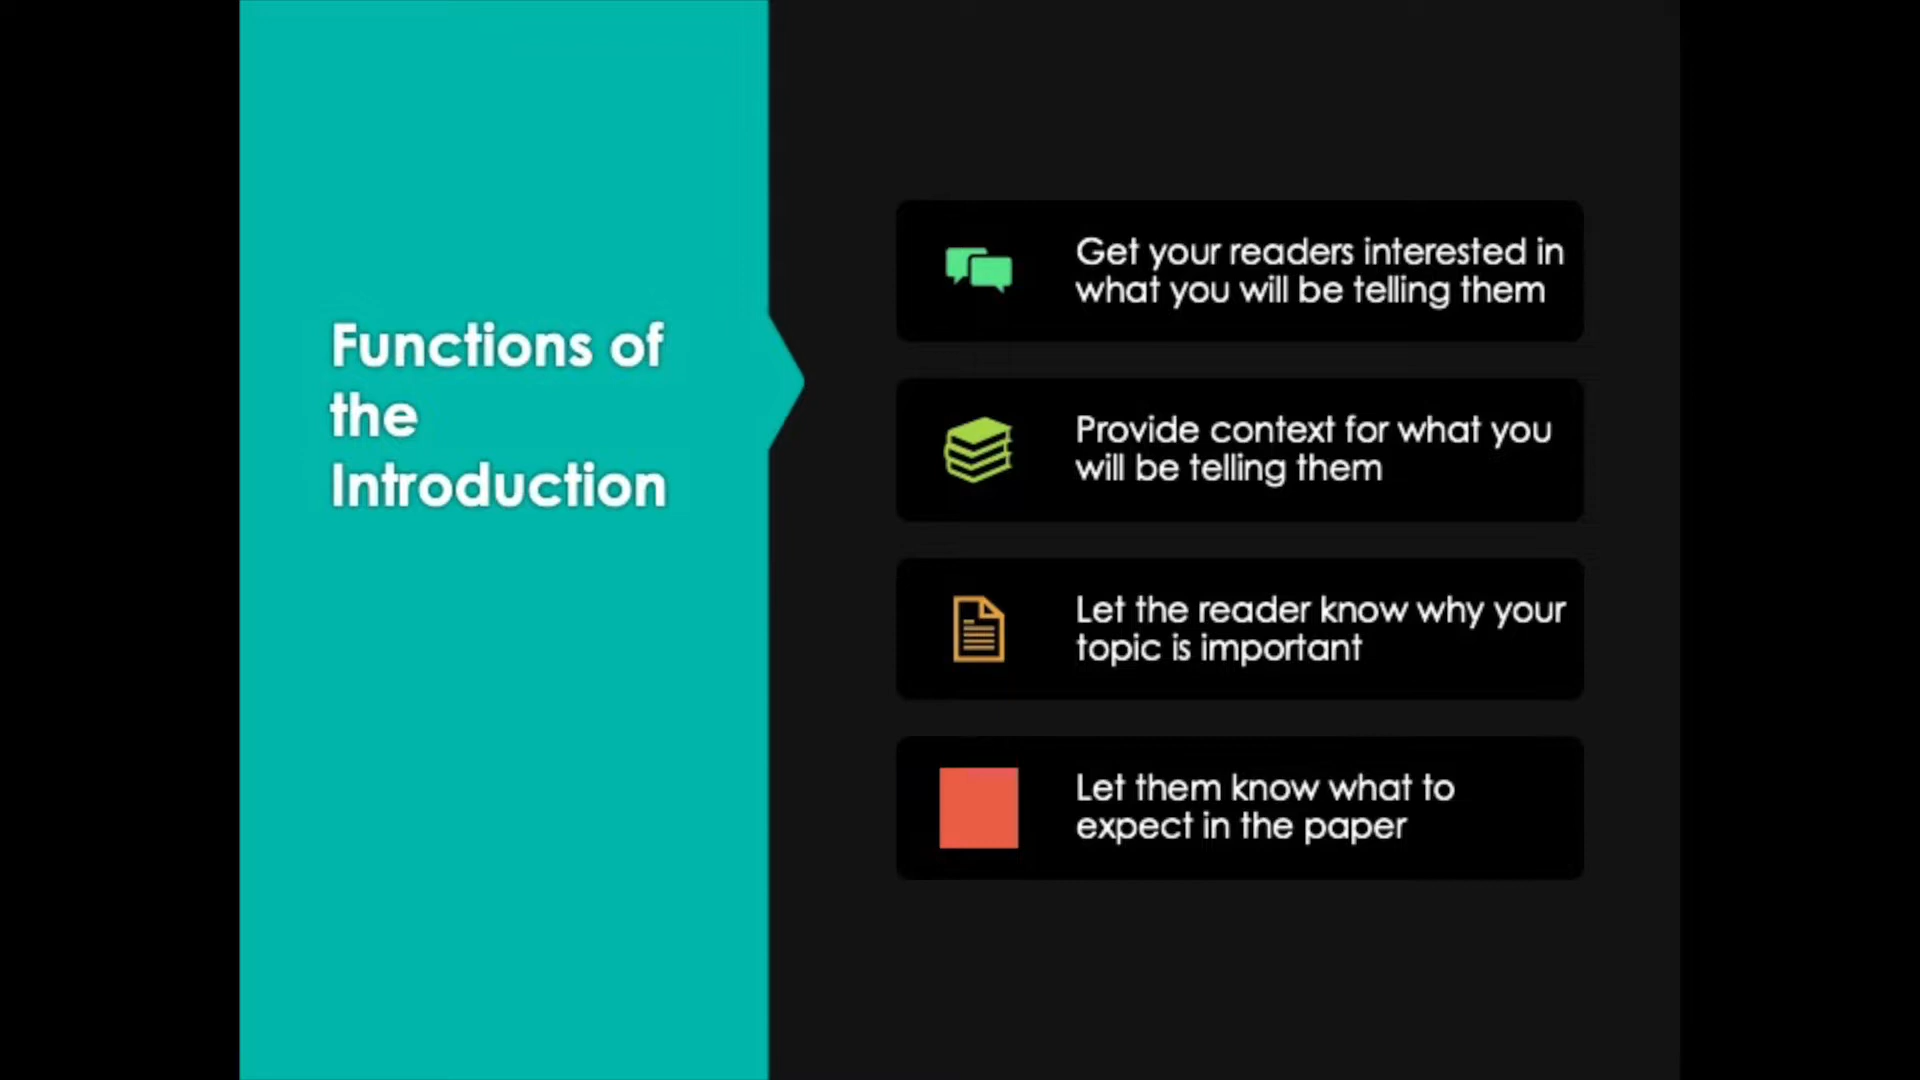 Functions of
the
Introduction
Get your readers interested in
what you will be telling them
Provide context for what you
will be telling them
Let the reader know why your
topic is important
Let them know what to
expect in the paper